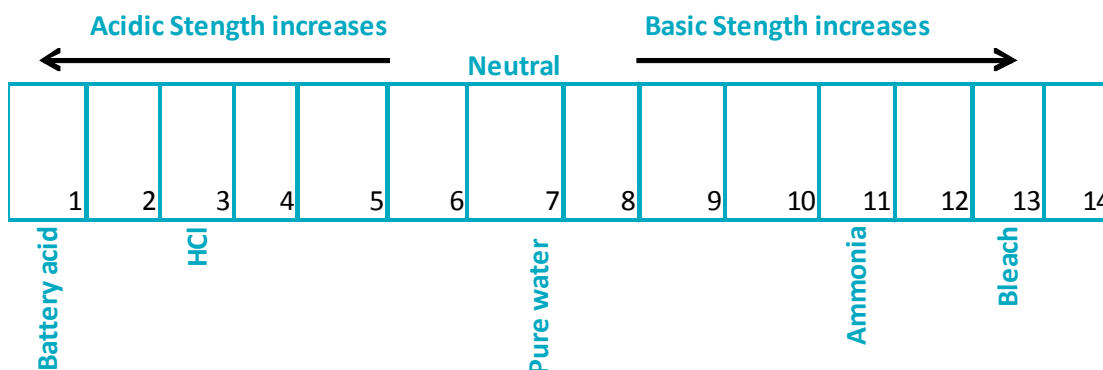 Acidic Stength increases
Basic Stength increases
Neutral
1 2 3 4 5 6 7 8 9 10 11 12 13 14
Battery acid
HCl
Pure water
Ammonia
Bleach